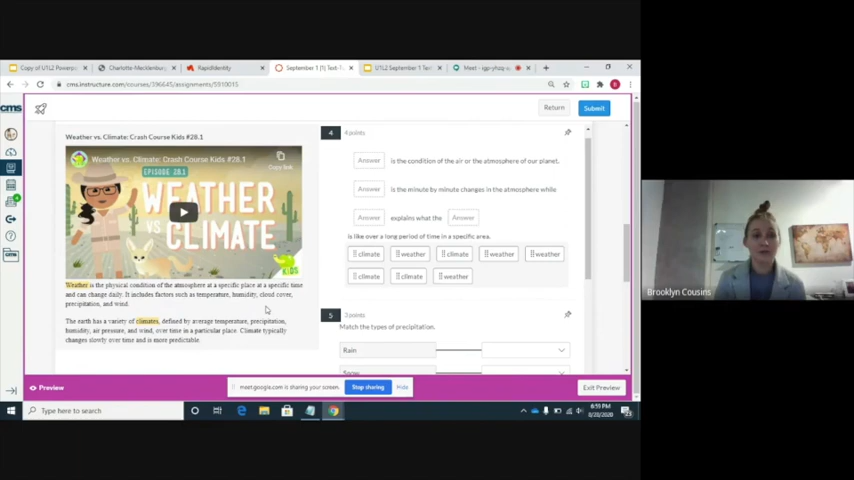 Copy of U1L2 Powerp
Charlotte-Mecklenburg
RapidIdentity
September 1 (1) Text-1
U1L2 September 1 Text
Meet - igp-yhzq
cms.instructure.com/courses/396645/assignments/5910015
cms
Return
Submit
Weather vs. Climate: Crash Course Kids #28.1
Weather vs. Climate: Crash Course Kids #28.1
Copy link
EPISODE 28.1
WEATHER
VS
CLIMATE
KIDS
Weather is the physical condition of the atmosphere at a specific place at a specific time
and can change daily. It includes factors such as temperature, humidity, cloud cover,
precipitation, and wind.
The earth has a variety of climates, defined by average temperature, precipitation,
humidity, air pressure, and wind, over time in a particular place. Climate typically
changes slowly over time and is more predictable.
4
4 points
Answer is the condition of the air or the atmosphere of our planet.
Answer is the minute by minute changes in the atmosphere while
Answer explains what the Answer
is like over a long period of time in a specific area.
climate weather climate weather weather
climate climate weather
5
3 points
Match the types of precipitation.
Rain
Snow
Preview
meet.google.com is sharing your screen.
Stop sharing
Hide
Exit Preview
Type here to search
6:59 PM
8/28/2020
Brooklyn Cousins